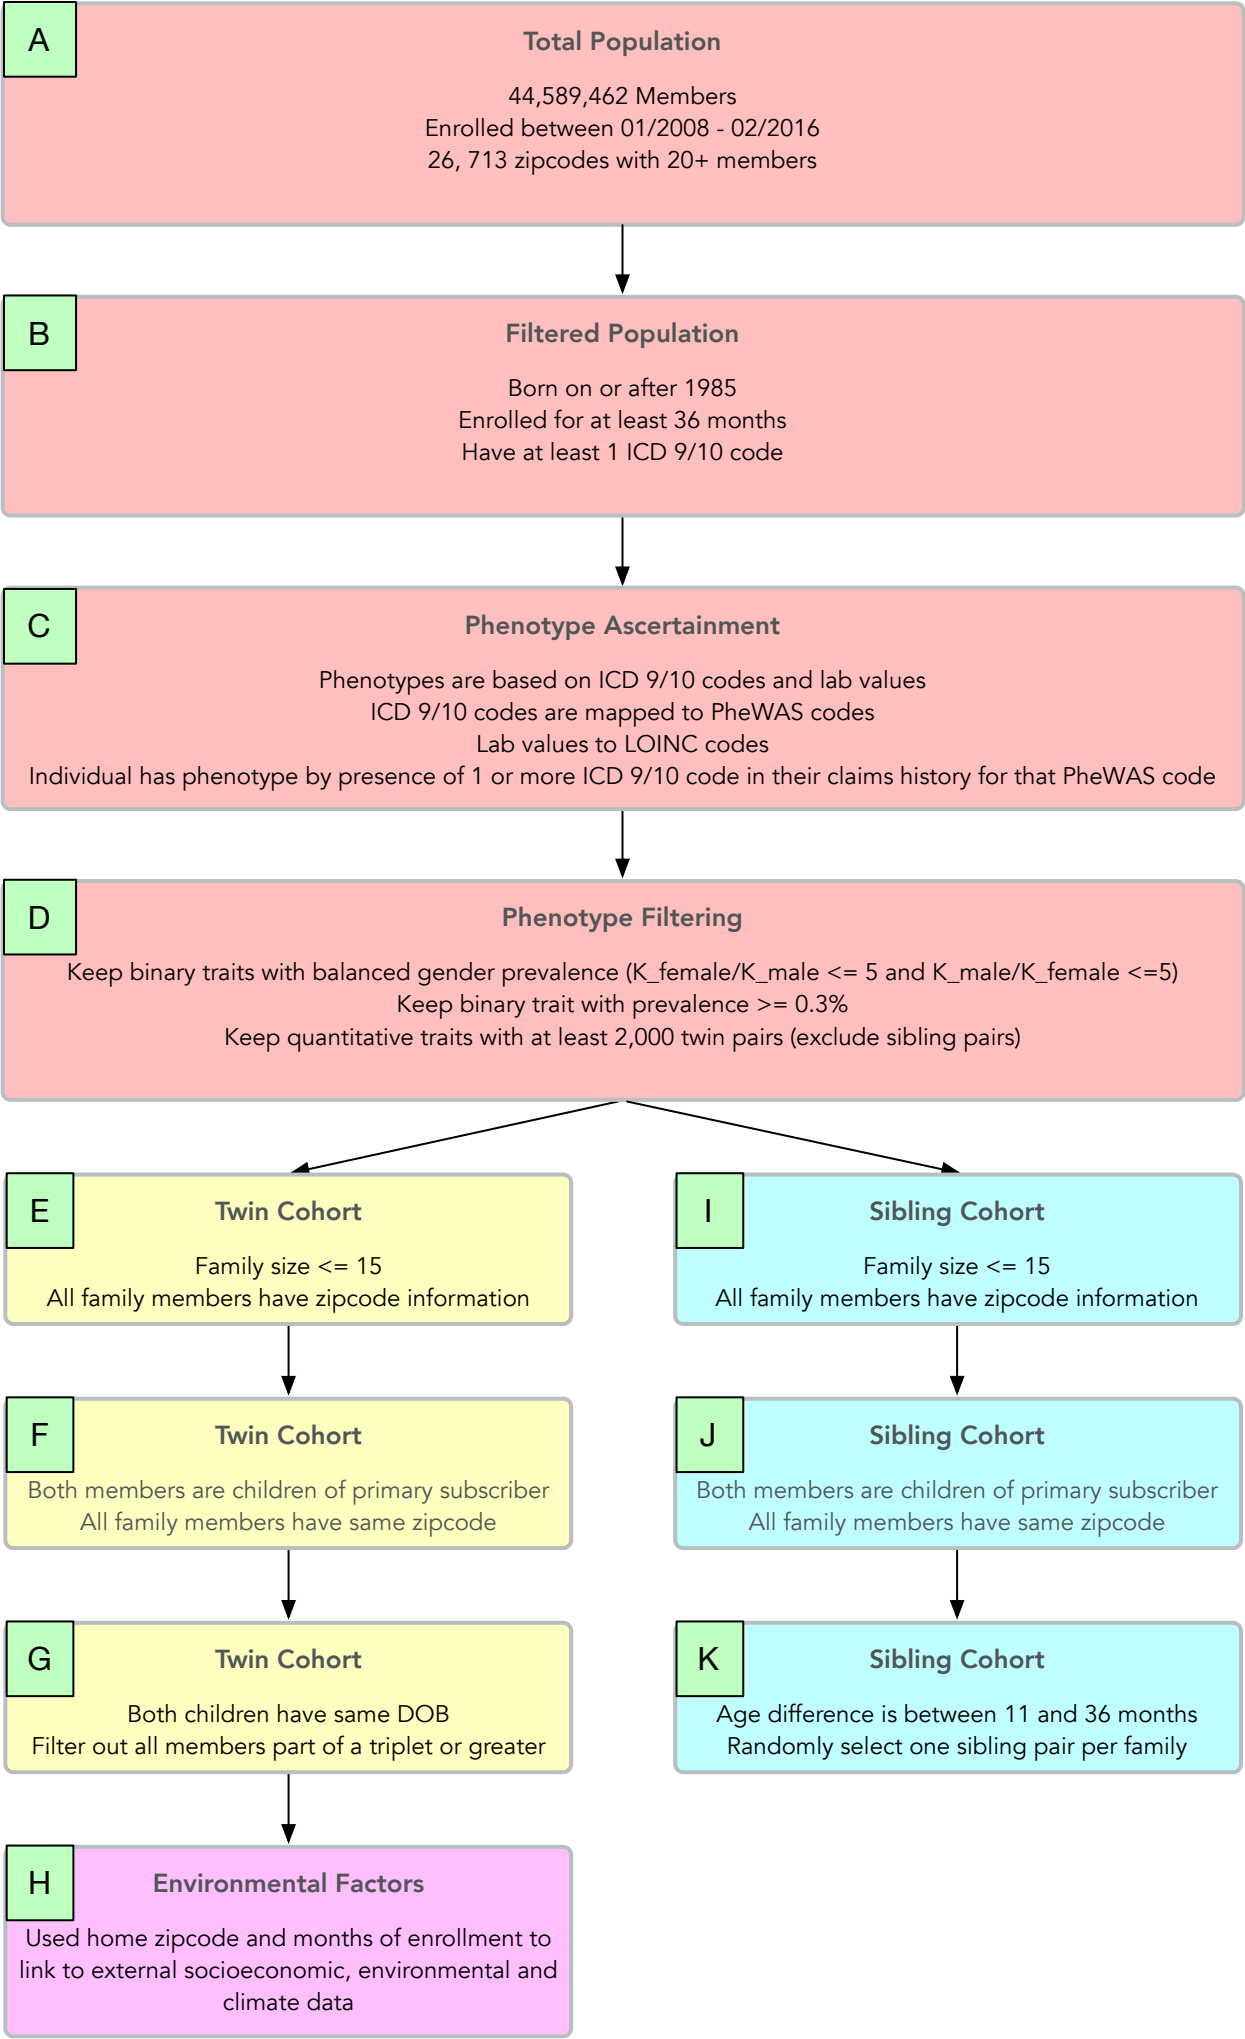 A
Total Population
44,589,462 Members
Enrolled between 01/2008 - 02/2016
26, 713 zipcodes with 20+ members
B
Filtered Population
Born on or after 1985
Enrolled for at least 36 months
Have at least 1 ICD 9/10 code
C
Phenotype Ascertainment
Phenotypes are based on ICD 9/10 codes and lab values
ICD 9/10 codes are mapped to PheWAS codes
Lab values to LOINC codes
Individual has phenotype by presence of 1 or more ICD 9/10 code in their claims history for that PheWAS code
D
Phenotype Filtering
Keep binary traits with balanced gender prevalence (K_female/K_male <= 5 and K_male/K_female <=5)
Keep binary trait with prevalence >= 0.3%
Keep quantitative traits with at least 2,000 twin pairs (exclude sibling pairs)
E
Twin Cohort
Family size <= 15
All family members have zipcode information
F
Twin Cohort
Both members are children of primary subscriber
All family members have same zipcode
G
Twin Cohort
Both children have same DOB
Filter out all members part of a triplet or greater
H
Environmental Factors
Used home zipcode and months of enrollment to
link to external socioeconomic, environmental and
climate data
I
Sibling Cohort
Family size <= 15
All family members have zipcode information
J
Sibling Cohort
Both members are children of primary subscriber
All family members have same zipcode
K
Sibling Cohort
Age difference is between 11 and 36 months
Randomly select one sibling pair per family